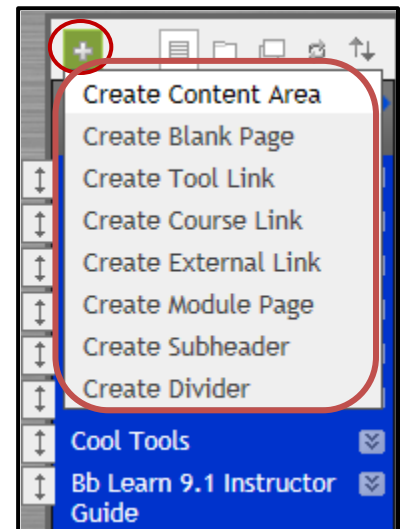 Create Content Area
Create Blank Page
Create Tool Link
Create Course Link
Create External Link
Create Module Page
Create Subheader
Create Divider
Cool Tools
Bb Learn 9.1 Instructor
Guide